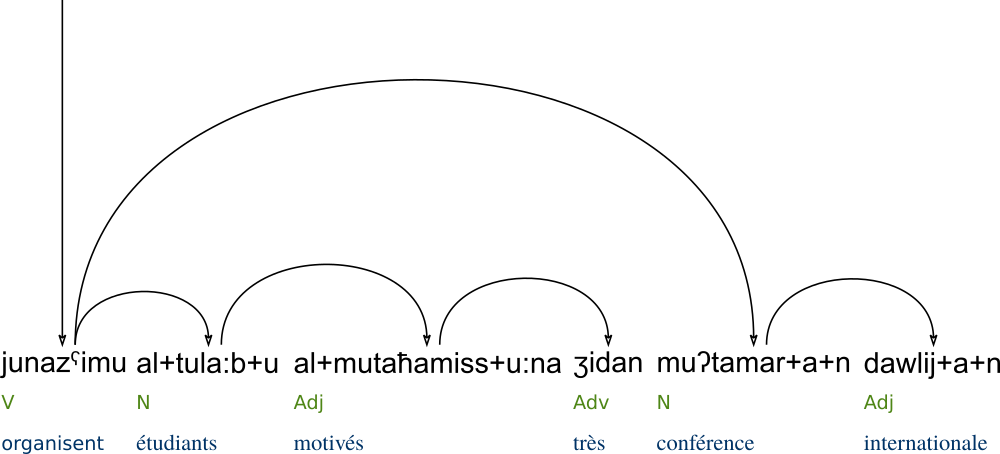 junazˤimu al+tula:b+u al+mutaħamiss+u:na ʒidan muʔtamar+a+n dawlij+a+n
V N Adj Adv N Adj
organisent étudiants motivés très conférence internationale